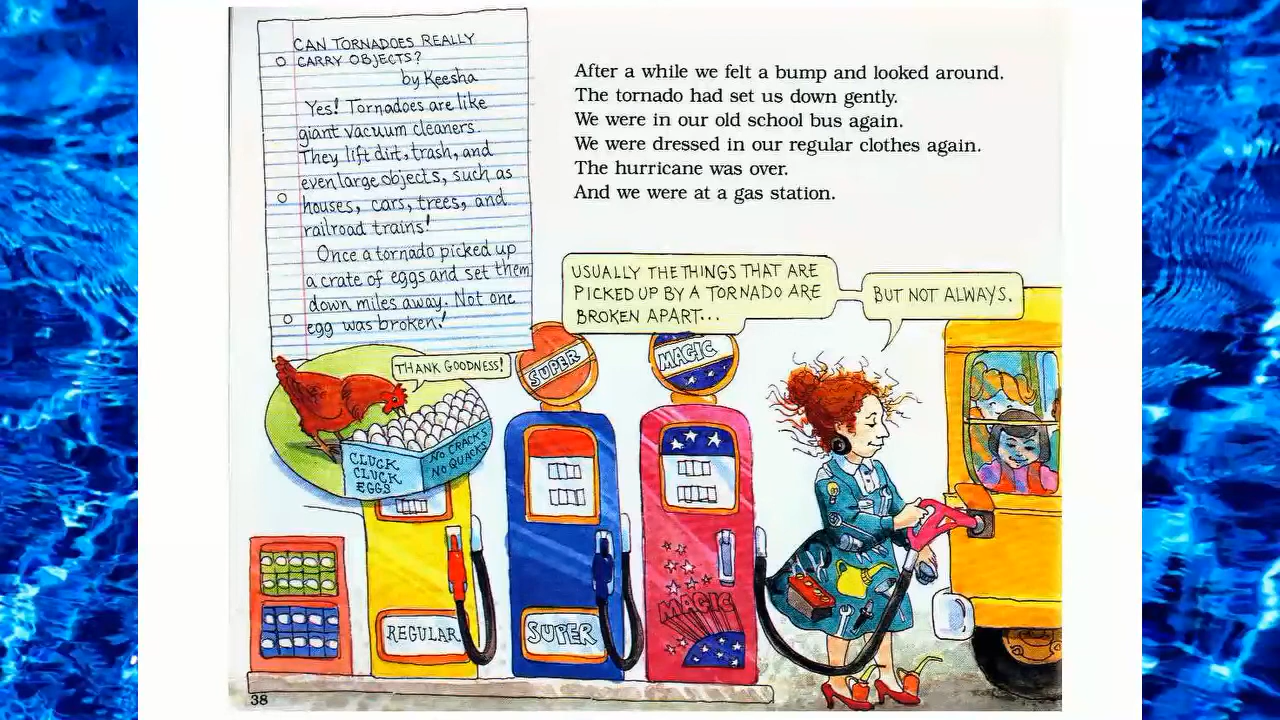 CAN TORNADOES REALLY
CARRY OBJECTS?
by Keesha
Yes! Tornadoes are like
giant vacuum cleaners.
They lift dirt, trash, and
even large objects, such as
houses, cars, trees, and
railroad trains!
Once a tornado picked up
a crate of eggs and set them
down miles away. Not one
egg was broken!
After a while we felt a bump and looked around.
The tornado had set us down gently.
We were in our old school bus again.
We were dressed in our regular clothes again.
The hurricane was over.
And we were at a gas station.
USUALLY THE THINGS THAT ARE
PICKED UP BY A TORNADO ARE
BROKEN APART...
BUT NOT ALWAYS.
THANK GOODNESS!
CLUCK
CLUCK
EGGS
NO CRACKS
NO QUACKS
SUPER
MAGIC
REGULAR
SUPER
MAGIC
38